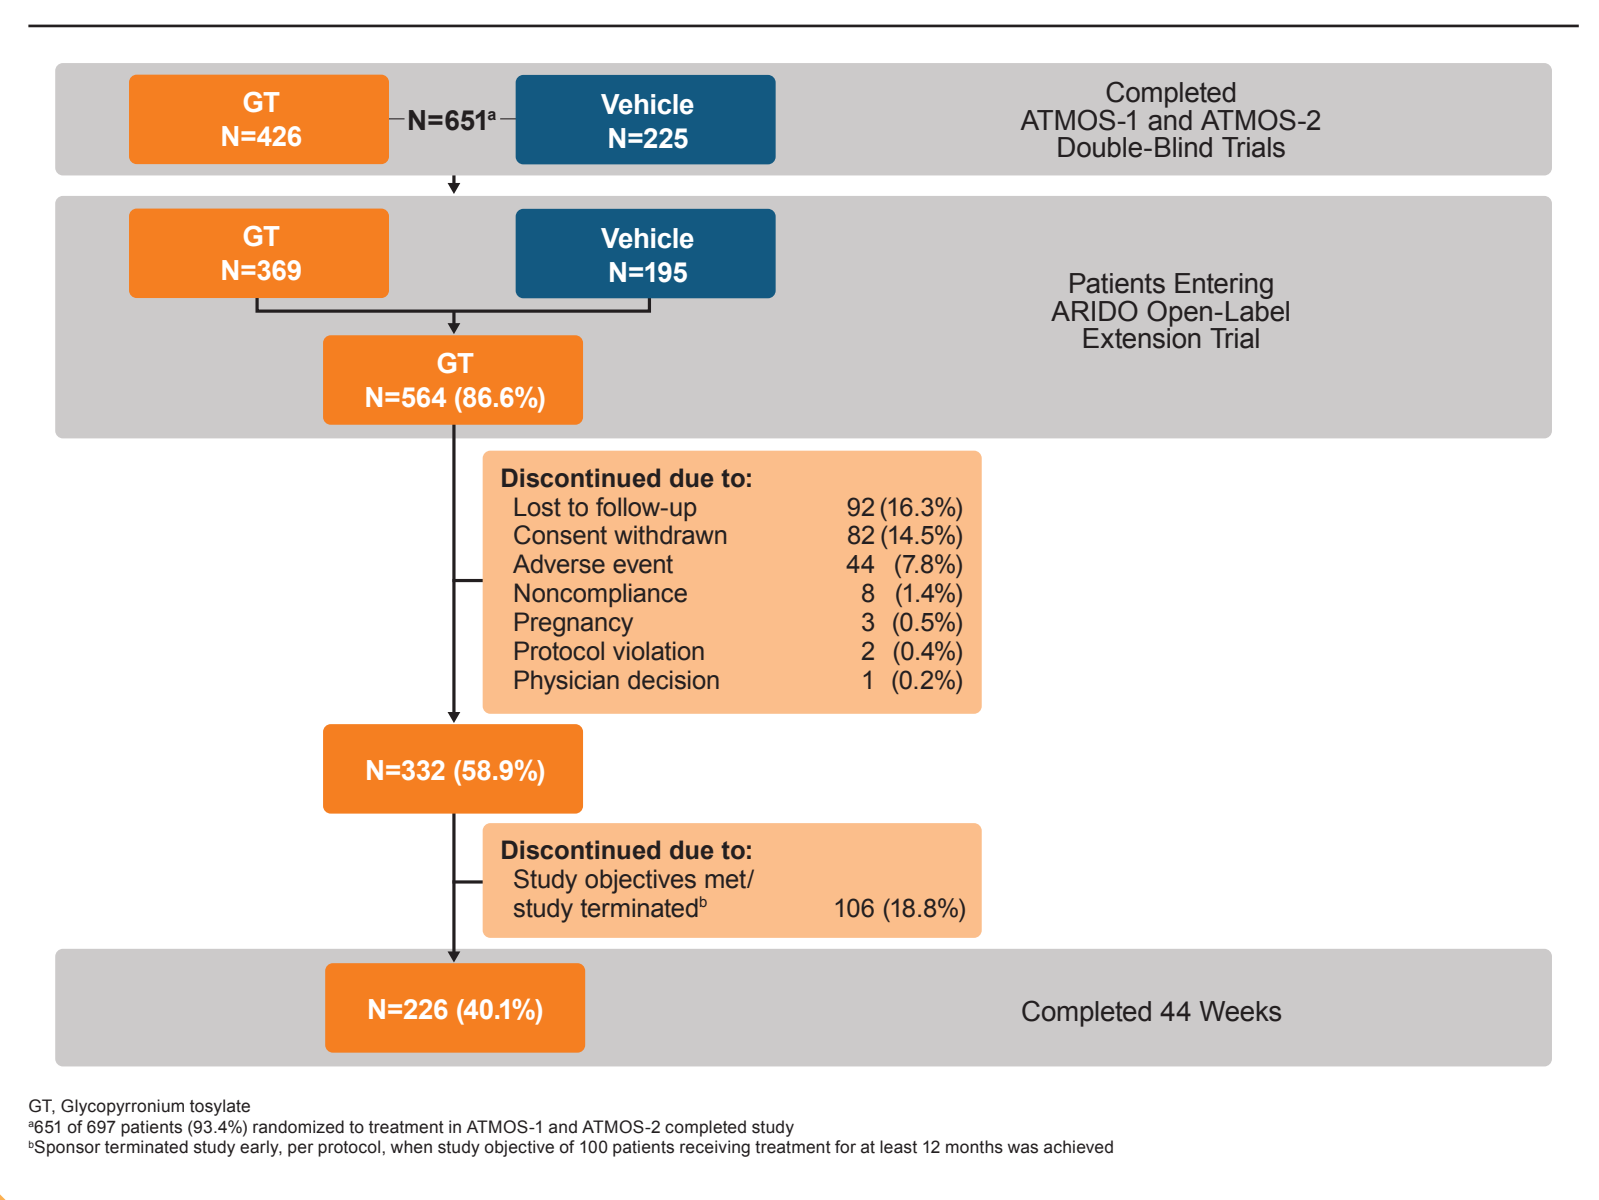 GT
N=426
N=651ᵃ
Vehicle
N=225
Completed
ATMOS-1 and ATMOS-2
Double-Blind Trials
GT
N=369
Vehicle
N=195
Patients Entering
ARIDO Open-Label
Extension Trial
GT
N=564 (86.6%)
Discontinued due to:
Lost to follow-up 92 (16.3%)
Consent withdrawn 82 (14.5%)
Adverse event 44 (7.8%)
Noncompliance 8 (1.4%)
Pregnancy 3 (0.5%)
Protocol violation 2 (0.4%)
Physician decision 1 (0.2%)
N=332 (58.9%)
Discontinued due to:
Study objectives met/
study terminatedᵇ 106 (18.8%)
N=226 (40.1%)
Completed 44 Weeks
GT, Glycopyrronium tosylate
ᵃ651 of 697 patients (93.4%) randomized to treatment in ATMOS-1 and ATMOS-2 completed study
ᵇSponsor terminated study early, per protocol, when study objective of 100 patients receiving treatment for at least 12 months was achieved